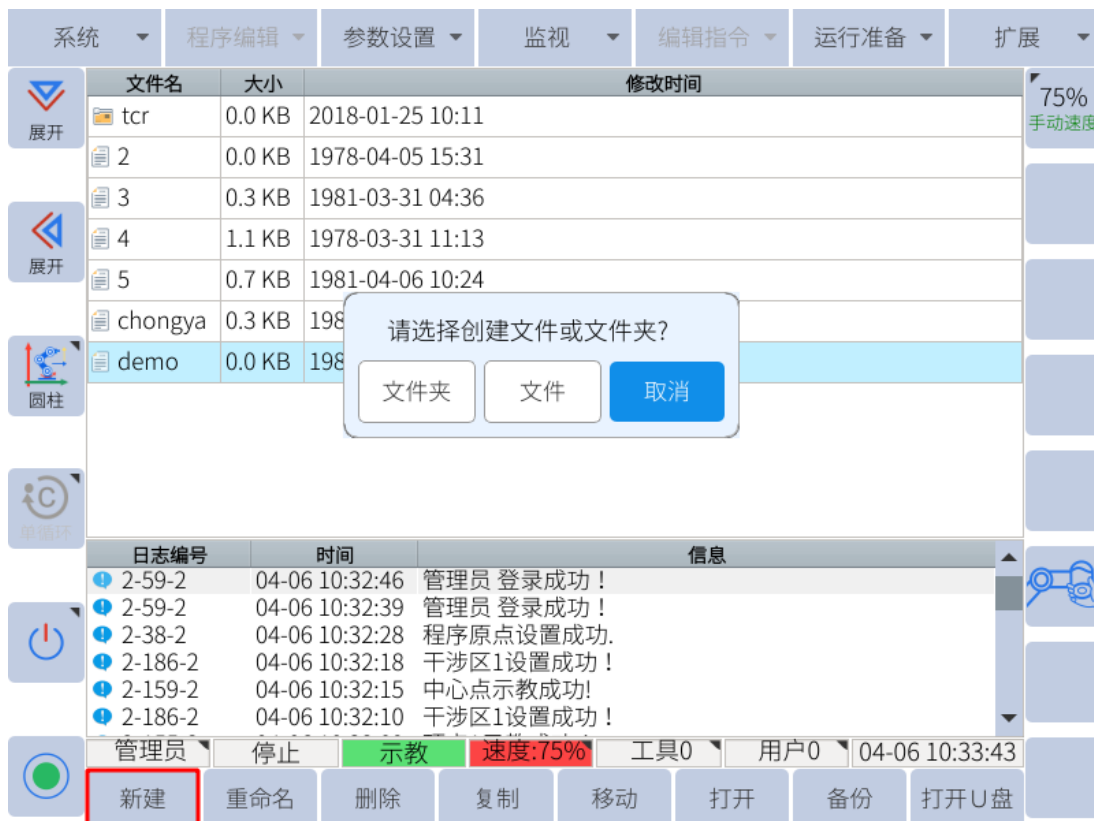 系统 程序编辑 参数设置 监视 编辑指令 运行准备 扩展
文件名 大小 修改时间
75%
手动速度
展开
tcr 0.0 KB 2018-01-25 10:11
2 0.0 KB 1978-04-05 15:31
3 0.3 KB 1981-03-31 04:36
4 1.1 KB 1978-03-31 11:13
展开
5 0.7 KB 1981-04-06 10:24
chongya 0.3 KB 198
demo 0.0 KB 198
请选择创建文件或文件夹?
文件夹 文件 取消
圆柱
单循环
日志编号 时间 信息
2-59-2 04-06 10:32:46 管理员 登录成功！
2-59-2 04-06 10:32:39 管理员 登录成功！
2-38-2 04-06 10:32:28 程序原点设置成功.
2-186-2 04-06 10:32:18 干涉区1设置成功！
2-159-2 04-06 10:32:15 中心点示教成功!
2-186-2 04-06 10:32:10 干涉区1设置成功！
管理员 停止 示教 速度:75% 工具0 用户0 04-06 10:33:43
新建 重命名 删除 复制 移动 打开 备份 打开U盘